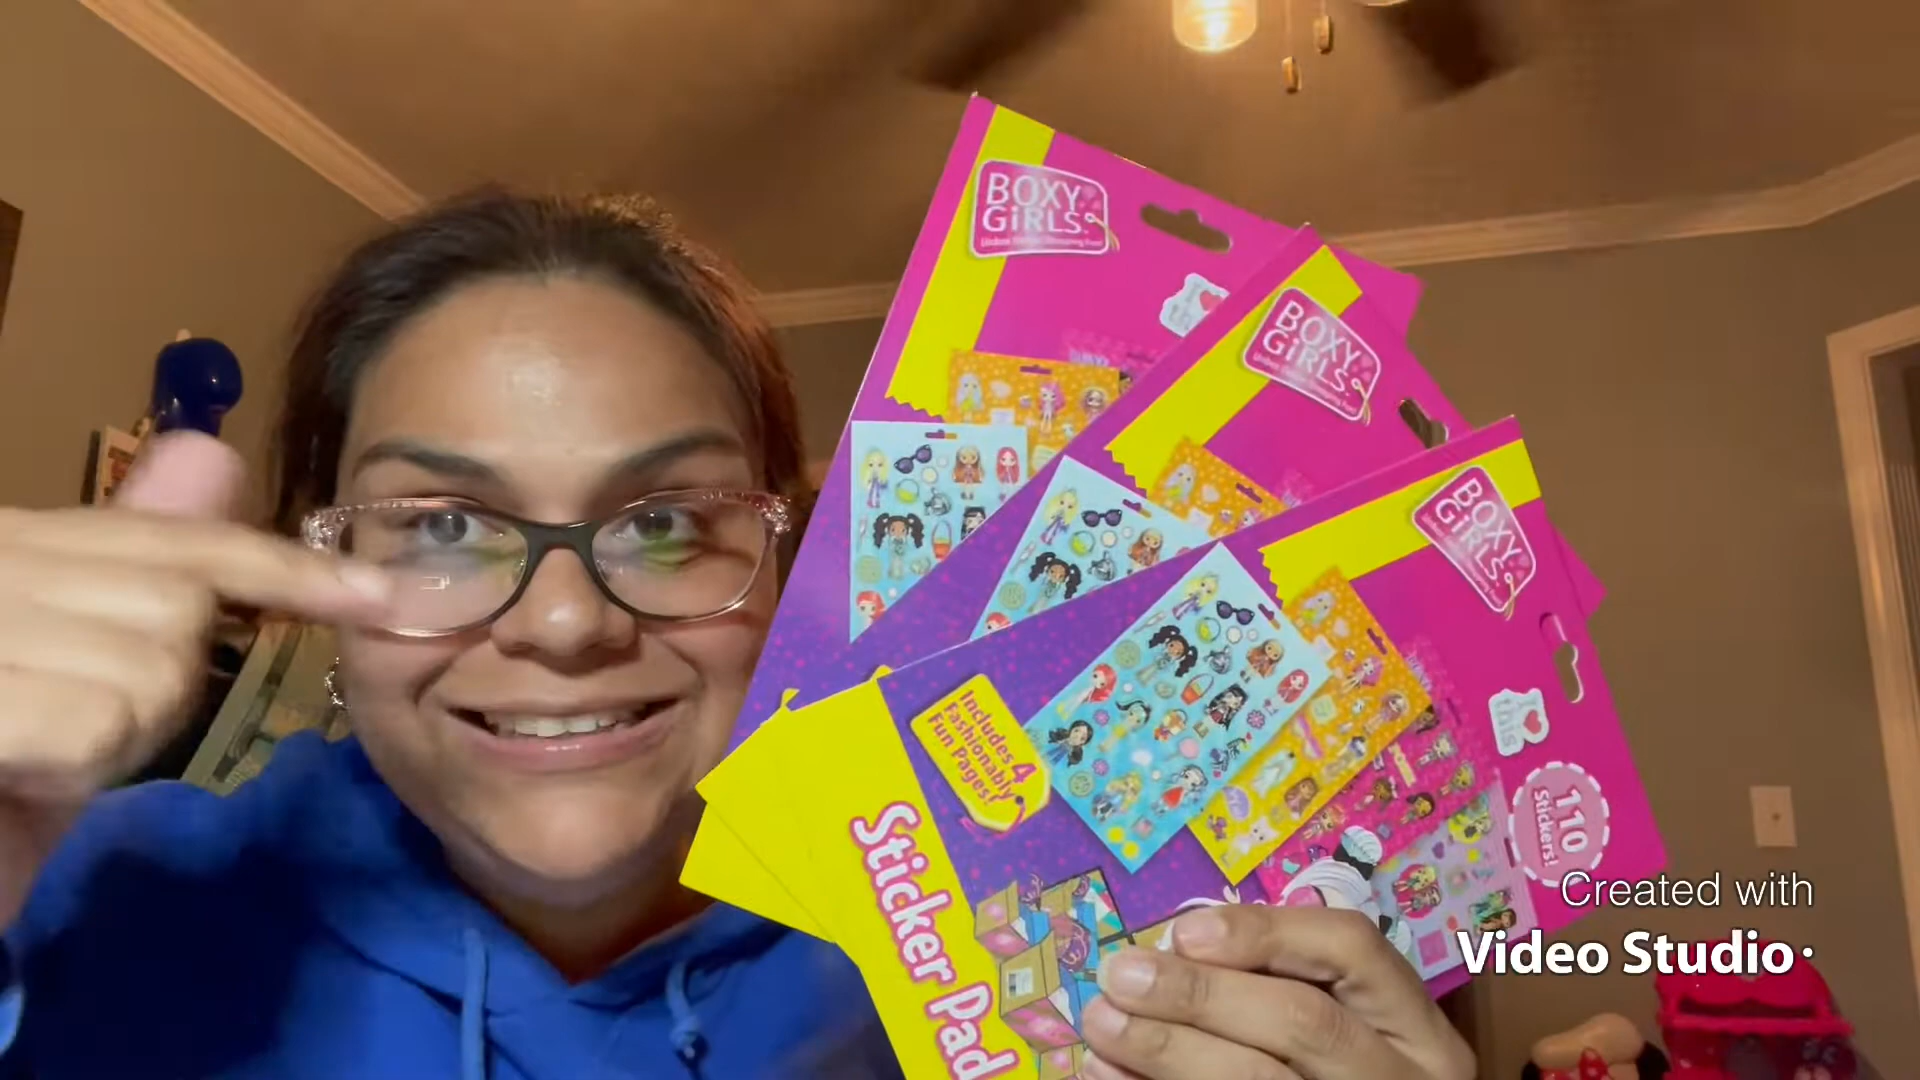 BOXY
GiRLS
BOXY
GiRLS
BOXY
GiRLS
I
this
110
Stickers!
Includes 4
Fashionably
Fun Pages!
Sticker Pad
Created with
Video Studio